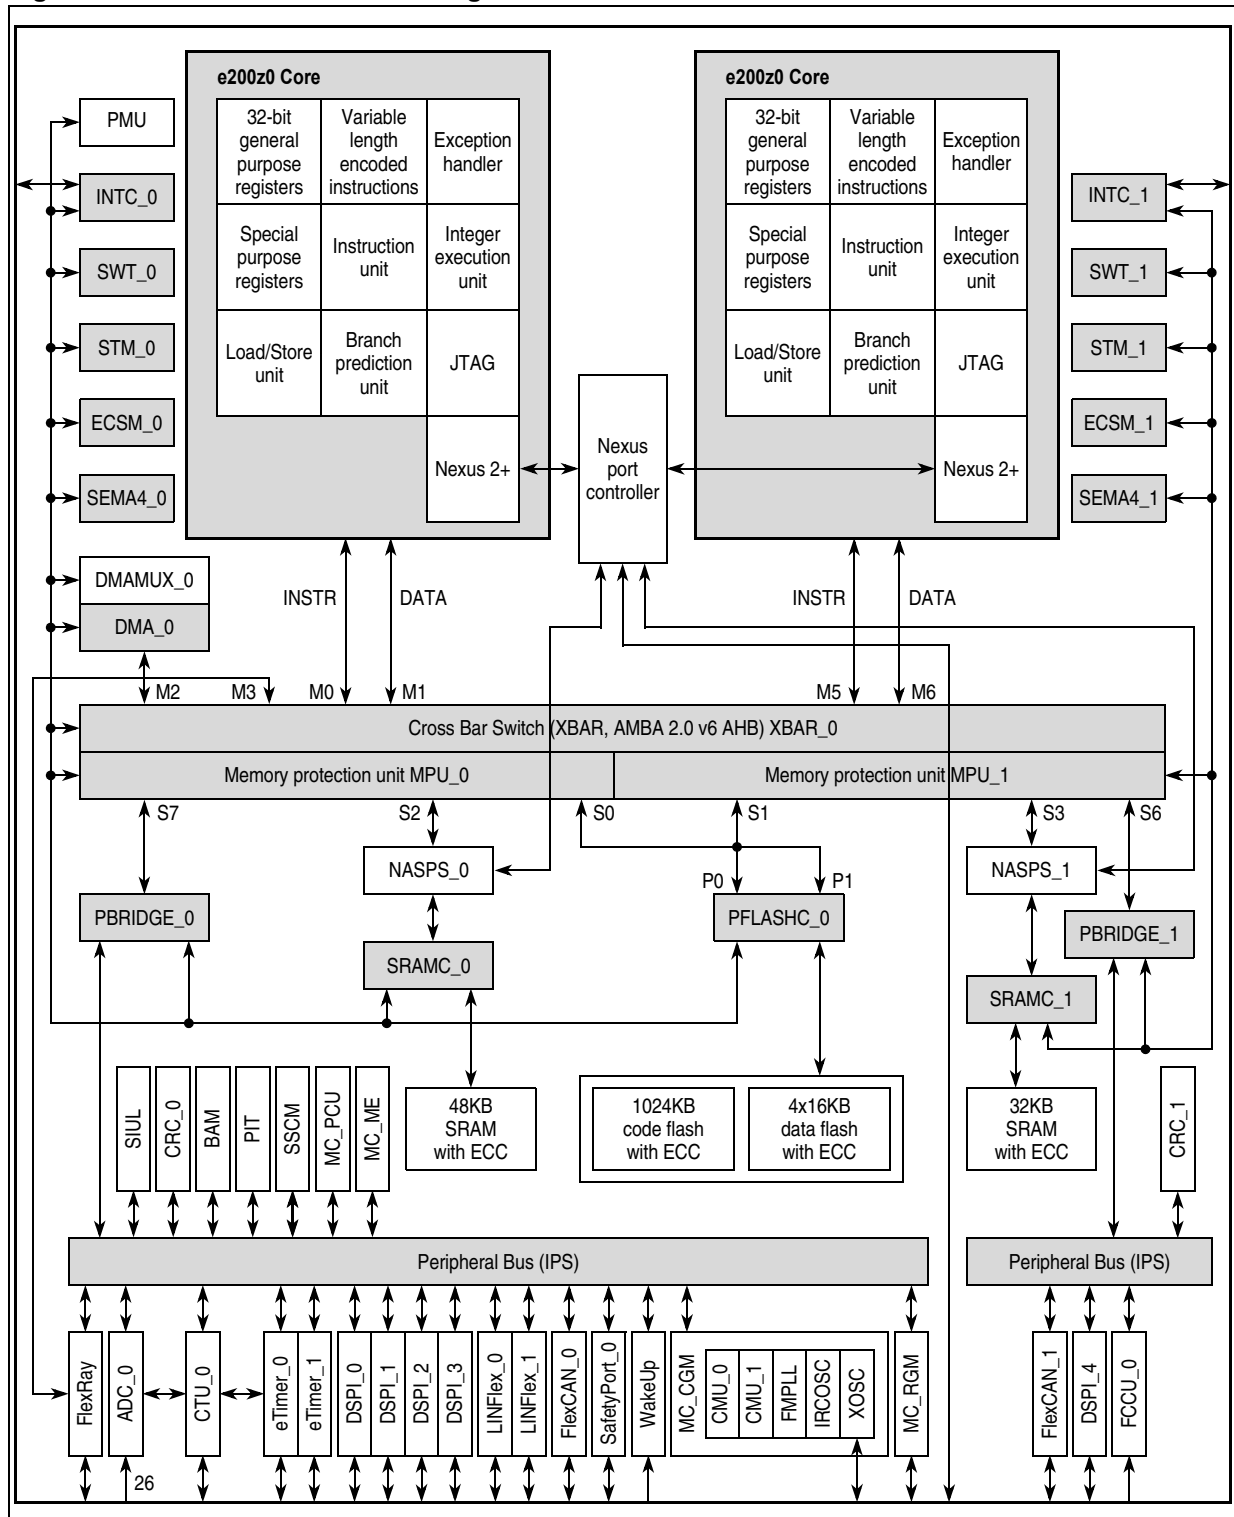 e200z0 Core
e200z0 Core
PMU
INTC_0
SWT_0
STM_0
ECSM_0
SEMA4_0
DMAMUX_0
DMA_0
32-bit
general
purpose
registers
Variable
length
encoded
instructions
Exception
handler
Special
purpose
registers
Instruction
unit
Integer
execution
unit
Load/Store
unit
Branch
prediction
unit
JTAG
Nexus 2+
Nexus
port
controller
32-bit
general
purpose
registers
Variable
length
encoded
instructions
Exception
handler
Special
purpose
registers
Instruction
unit
Integer
execution
unit
Load/Store
unit
Branch
prediction
unit
JTAG
Nexus 2+
INTC_1
SWT_1
STM_1
ECSM_1
SEMA4_1
INSTR
DATA
INSTR
DATA
M2
M3
M0
M1
M5
M6
Cross Bar Switch (XBAR, AMBA 2.0 v6 AHB) XBAR_0
Memory protection unit MPU_0
Memory protection unit MPU_1
S7
S2
S0
S1
S3
S6
NASPS_0
NASPS_1
P0
P1
PBRIDGE_0
PFLASHC_0
PBRIDGE_1
SRAMC_0
SRAMC_1
SIUL
CRC_0
BAM
PIT
SSCM
MC_PCU
MC_ME
48KB
SRAM
with ECC
1024KB
code flash
with ECC
4x16KB
data flash
with ECC
32KB
SRAM
with ECC
CRC_1
Peripheral Bus (IPS)
Peripheral Bus (IPS)
FlexRay
ADC_0
CTU_0
eTimer_0
eTimer_1
DSPI_0
DSPI_1
DSPI_2
DSPI_3
LINFlex_0
LINFlex_1
FlexCAN_0
SafetyPort_0
WakeUp
MC_CGM
CMU_0
CMU_1
FMPLL
IRCOSC
XOSC
MC_RGM
FlexCAN_1
DSPI_4
FCCU_0
26